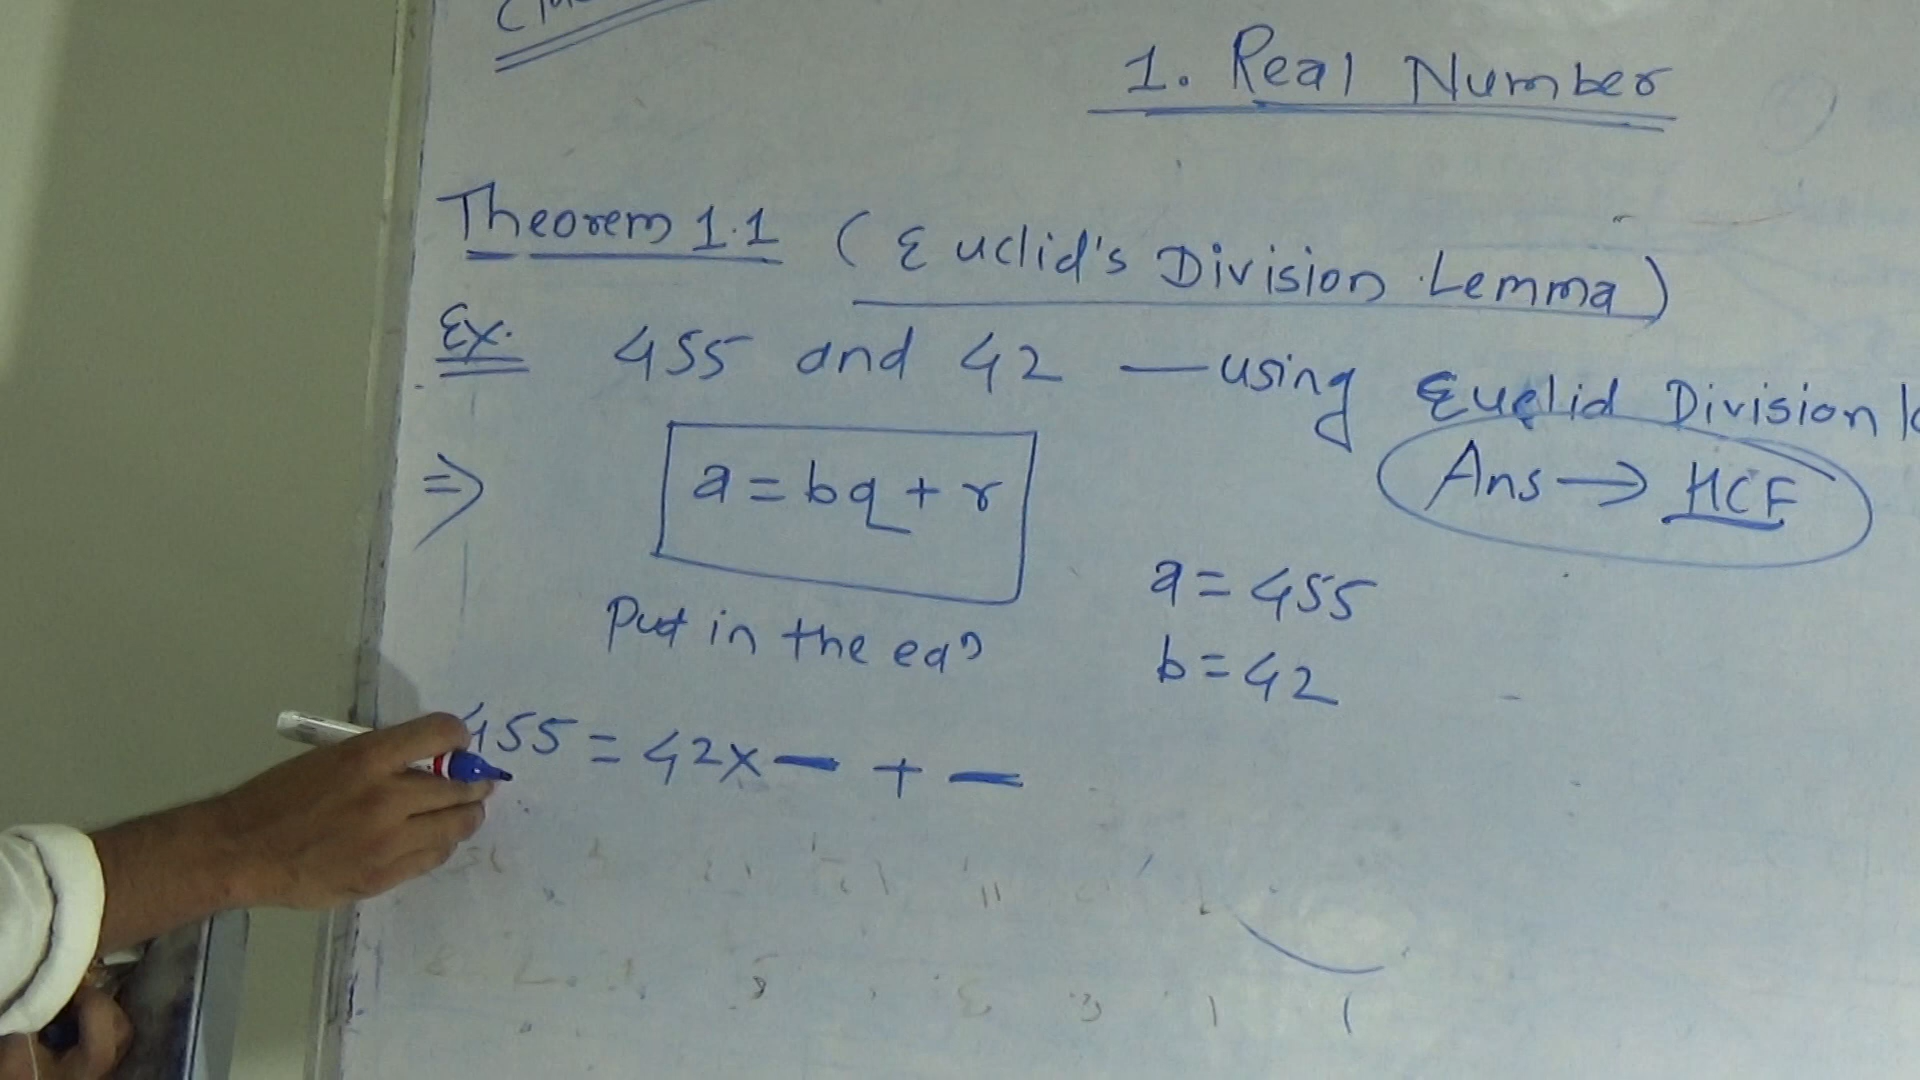 1. Real Number
Theorem 1.1 (Euclid's Division Lemma)
Ex. 455 and 42 — using Euclid Division
⇒ a = bq + r
Ans → HCF
a = 455
Put in the eqn
b = 42
455 = 42 x — + —